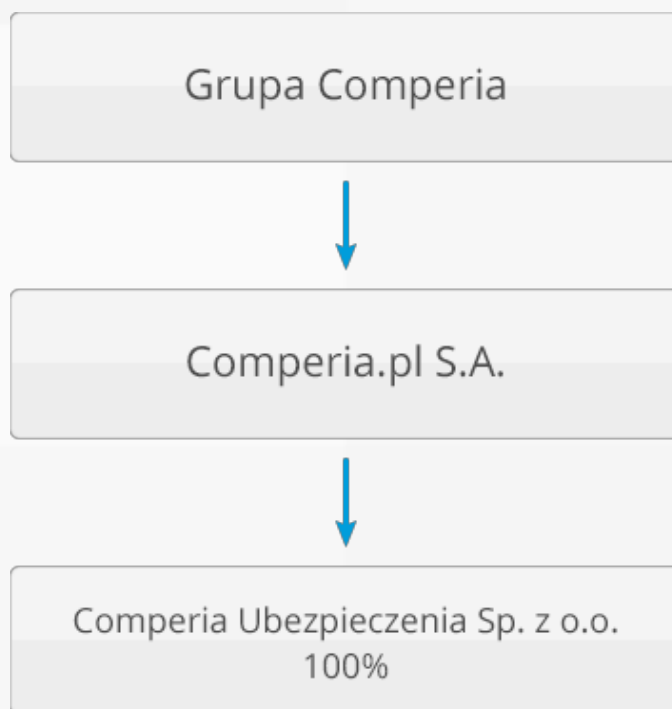 Grupa Comperia
Comperia.pl S.A.
Comperia Ubezpieczenia Sp. z o.o.
100%